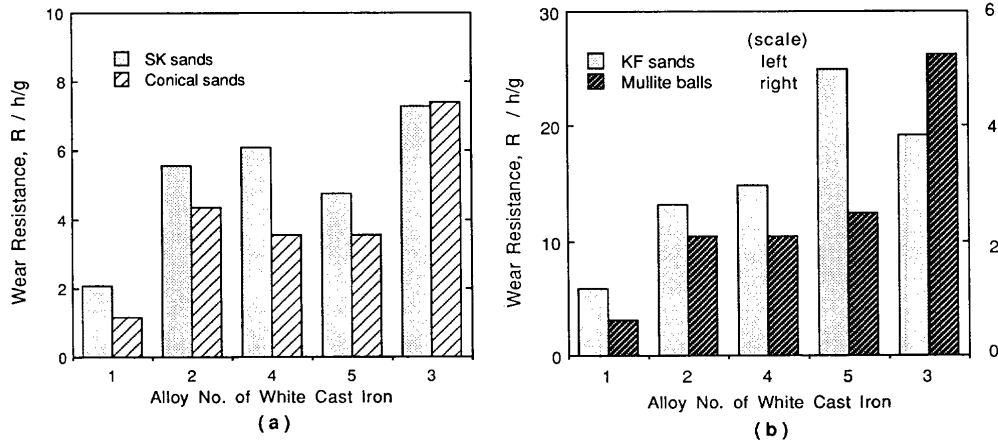 10
8
6
4
2
0
Wear Resistance, R / h/g
SK sands
Conical sands
1 2 4 5 3
Alloy No. of White Cast Iron
(a)
30
20
10
0
Wear Resistance, R / h/g
(scale)
KF sands left
Mullite balls right
6
4
2
0
1 2 4 5 3
Alloy No. of White Cast Iron
(b)